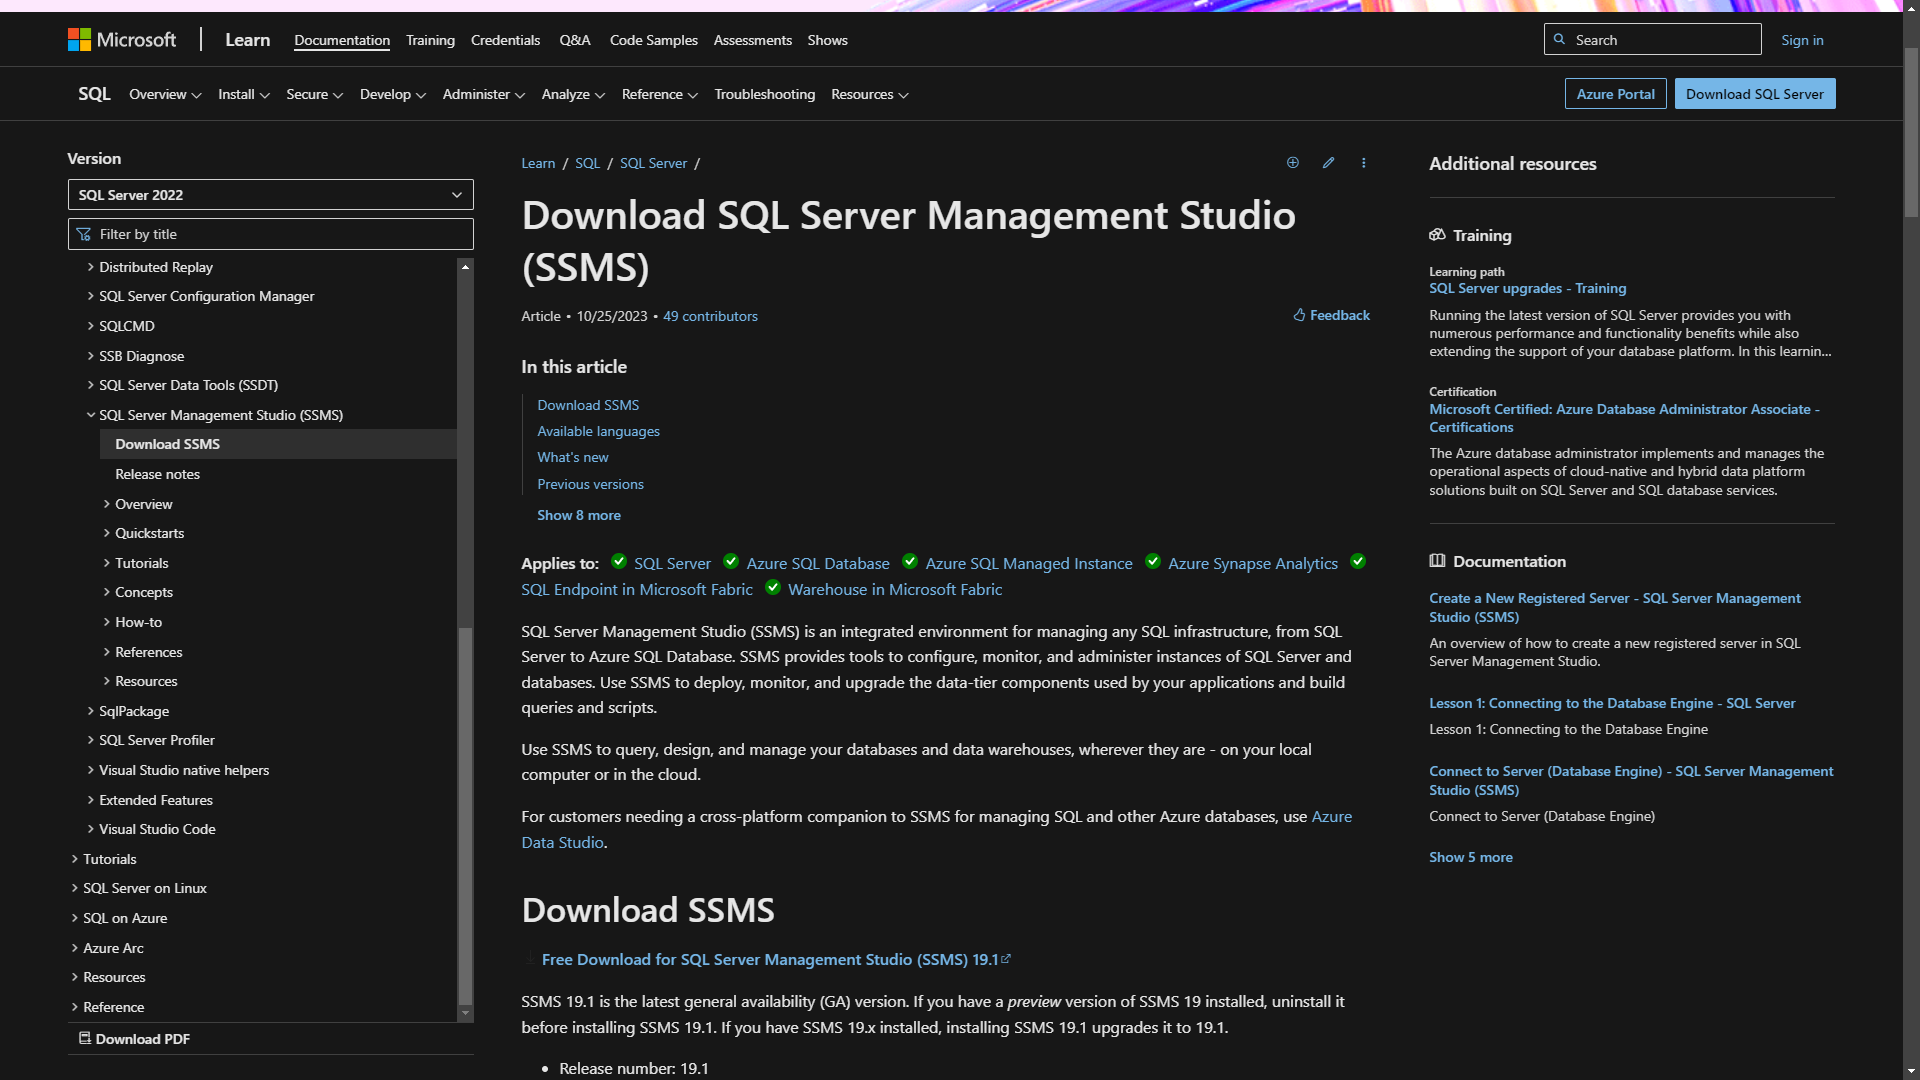 Microsoft
Learn
Documentation
Training
Credentials
Q&A
Code Samples
Assessments
Shows
Search
Sign in
SQL
Overview
Install
Secure
Develop
Administer
Analyze
Reference
Troubleshooting
Resources
Azure Portal
Download SQL Server
Version
SQL Server 2022
Filter by title
Distributed Replay
SQL Server Configuration Manager
SQLCMD
SSB Diagnose
SQL Server Data Tools (SSDT)
SQL Server Management Studio (SSMS)
Download SSMS
Release notes
Overview
Quickstarts
Tutorials
Concepts
How-to
References
Resources
SqlPackage
SQL Server Profiler
Visual Studio native helpers
Extended Features
Visual Studio Code
Tutorials
SQL Server on Linux
SQL on Azure
Azure Arc
Resources
Reference
Download PDF
Learn / SQL / SQL Server /
Download SQL Server Management Studio
(SSMS)
Article • 10/25/2023 • 49 contributors
Feedback
In this article
Download SSMS
Available languages
What's new
Previous versions
Show 8 more
Applies to: SQL Server Azure SQL Database Azure SQL Managed Instance Azure Synapse Analytics
SQL Endpoint in Microsoft Fabric Warehouse in Microsoft Fabric
SQL Server Management Studio (SSMS) is an integrated environment for managing any SQL infrastructure, from SQL
Server to Azure SQL Database. SSMS provides tools to configure, monitor, and administer instances of SQL Server and
databases. Use SSMS to deploy, monitor, and upgrade the data-tier components used by your applications and build
queries and scripts.
Use SSMS to query, design, and manage your databases and data warehouses, wherever they are - on your local
computer or in the cloud.
For customers needing a cross-platform companion to SSMS for managing SQL and other Azure databases, use Azure
Data Studio.
Download SSMS
Free Download for SQL Server Management Studio (SSMS) 19.1
SSMS 19.1 is the latest general availability (GA) version. If you have a preview version of SSMS 19 installed, uninstall it
before installing SSMS 19.1. If you have SSMS 19.x installed, installing SSMS 19.1 upgrades it to 19.1.
• Release number: 19.1
Additional resources
Training
Learning path
SQL Server upgrades - Training
Running the latest version of SQL Server provides you with
numerous performance and functionality benefits while also
extending the support of your database platform. In this learnin...
Certification
Microsoft Certified: Azure Database Administrator Associate -
Certifications
The Azure database administrator implements and manages the
operational aspects of cloud-native and hybrid data platform
solutions built on SQL Server and SQL database services.
Documentation
Create a New Registered Server - SQL Server Management
Studio (SSMS)
An overview of how to create a new registered server in SQL
Server Management Studio.
Lesson 1: Connecting to the Database Engine - SQL Server
Lesson 1: Connecting to the Database Engine
Connect to Server (Database Engine) - SQL Server Management
Studio (SSMS)
Connect to Server (Database Engine)
Show 5 more